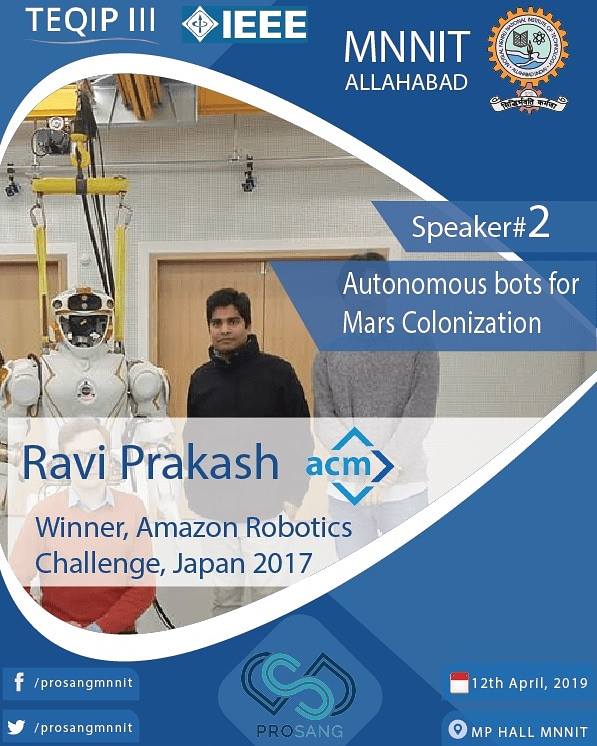 TEQIP III
IEEE
MNNIT
ALLAHABAD
Speaker#2
Autonomous bots for
Mars Colonization
Ravi Prakash
acm
Winner, Amazon Robotics
Challenge, Japan 2017
/prosangmnnit
/prosangmnnit
PROSANG
12th April, 2019
MP HALL MNNIT